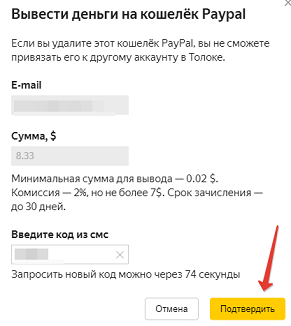 Вывести деньги на кошелёк Paypal
Если вы удалите этот кошелёк PayPal, вы не сможете
привязать его к другому аккаунту в Толоке.
E-mail
Сумма, $
8.33
Минимальная сумма для вывода — 0.02 $.
Комиссия — 2%, но не более 7$. Срок зачисления —
до 30 дней.
Введите код из смс
Запросить новый код можно через 74 секунды
Отмена
Подтвердить